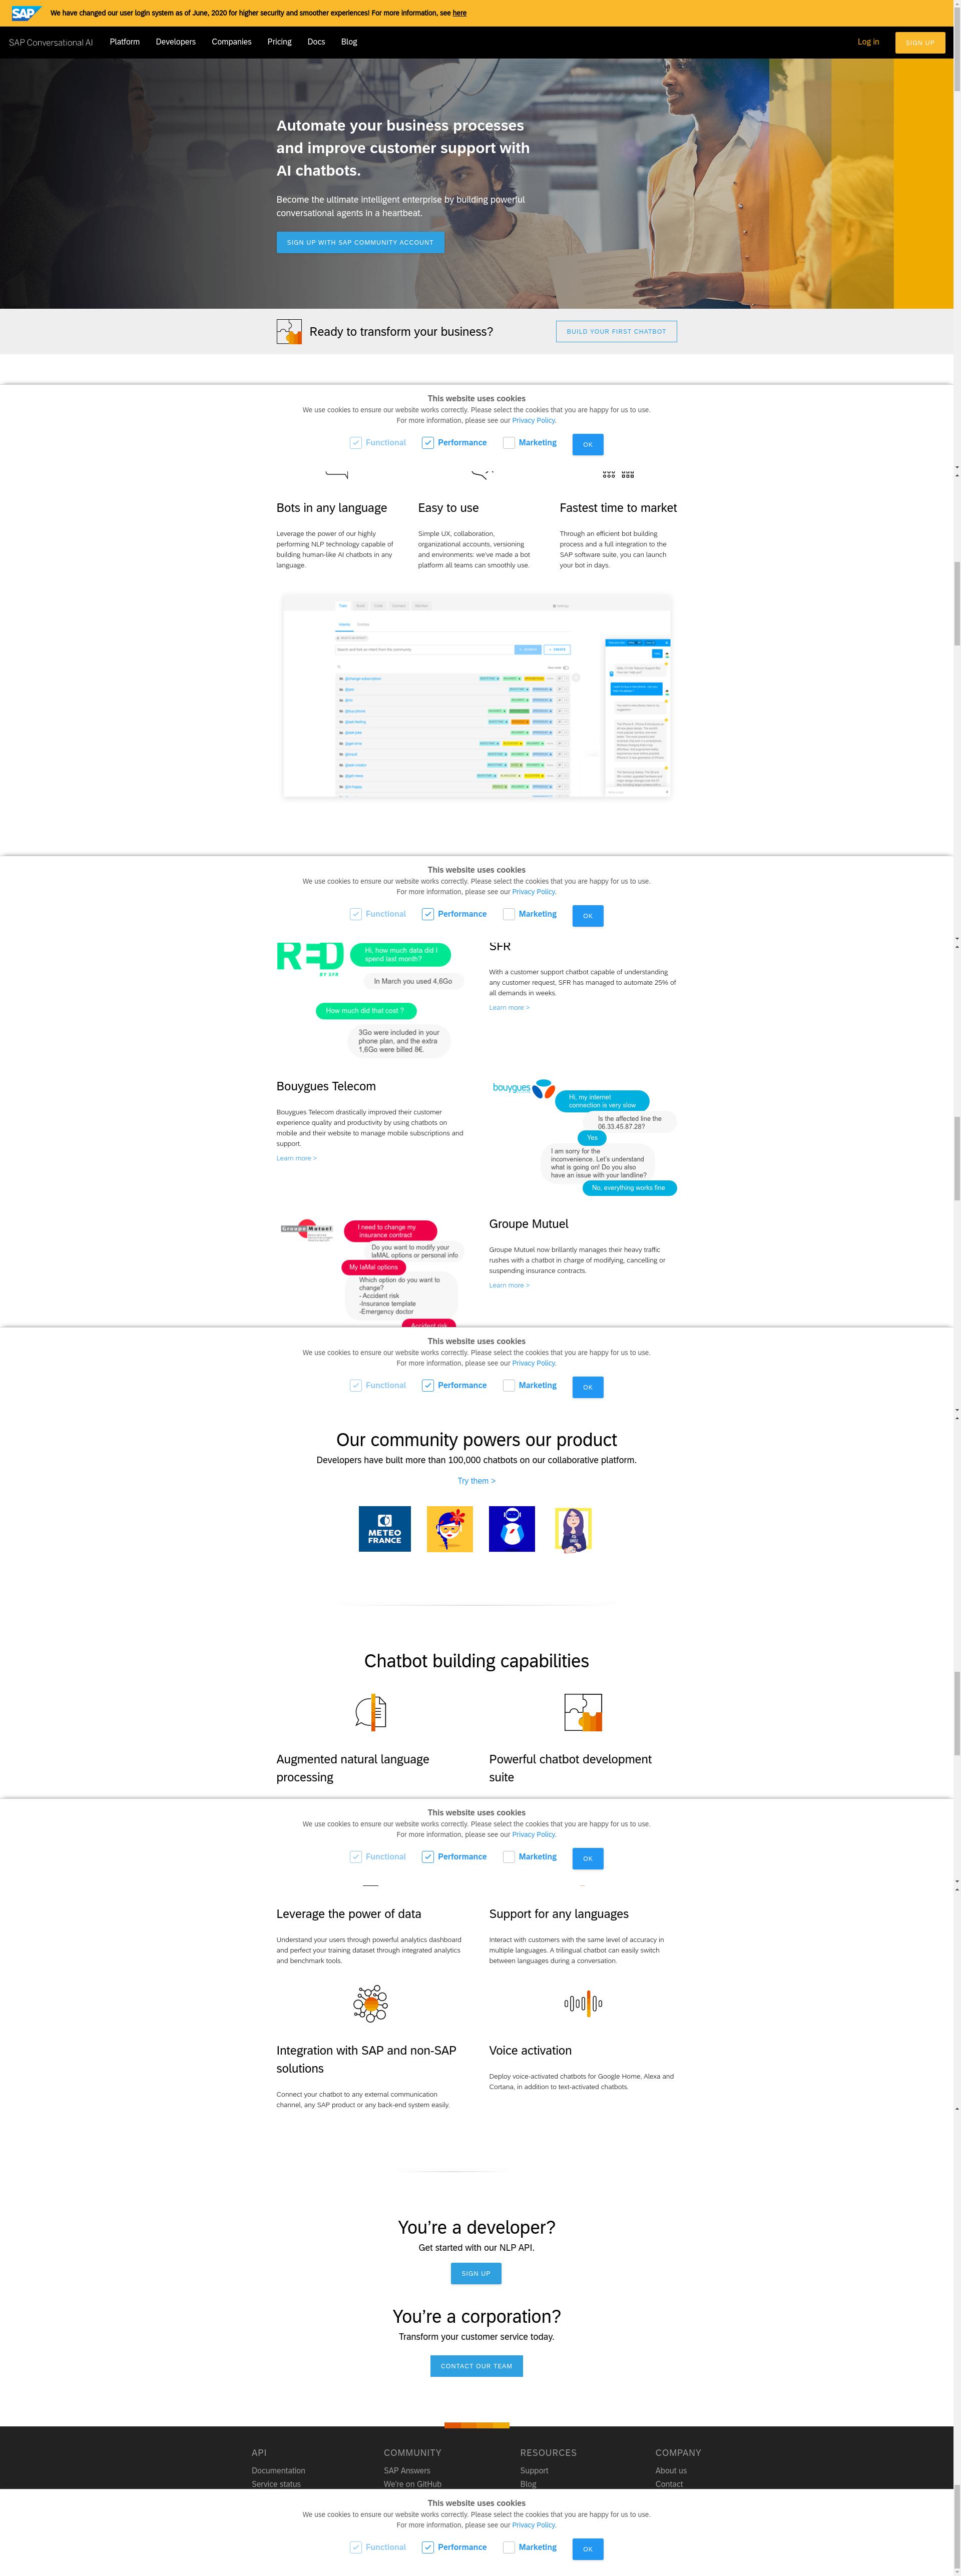 SAP
We have changed our user login system as of June, 2020 for higher security and smoother experiences! For more information, see here
SAP Conversational AI
Platform
Developers
Companies
Pricing
Docs
Blog
Log in
SIGN UP
Automate your business processes
and improve customer support with
AI chatbots.
Become the ultimate intelligent enterprise by building powerful
conversational agents in a heartbeat.
SIGN UP WITH SAP COMMUNITY ACCOUNT
Ready to transform your business?
BUILD YOUR FIRST CHATBOT
This website uses cookies
We use cookies to ensure our website works correctly. Please select the cookies that you are happy for us to use.
For more information, please see our Privacy Policy.
Functional
Performance
Marketing
OK
Bots in any language
Leverage the power of our highly
performing NLP technology capable of
building human-like AI chatbots in any
language.
Easy to use
Simple UX, collaboration,
organizational accounts, versioning
and environments: we've made a bot
platform all teams can smoothly use.
Fastest time to market
Through an efficient bot building
process and a full integration to the
SAP software suite, you can launch
your bot in days.
This website uses cookies
We use cookies to ensure our website works correctly. Please select the cookies that you are happy for us to use.
For more information, please see our Privacy Policy.
Functional
Performance
Marketing
OK
RED
BY SFR
Hi, how much data did I
spend last month?
In March you used 4,6Go
How much did that cost ?
3Go were included in your
phone plan, and the extra
1,6Go were billed 8€.
SFR
With a customer support chatbot capable of understanding
any customer request, SFR has managed to automate 25% of
all demands in weeks.
Learn more >
Bouygues Telecom
Bouygues Telecom drastically improved their customer
experience quality and productivity by using chatbots on
mobile and their website to manage mobile subscriptions and
support.
Learn more >
bouygues
Hi, my internet
connection is very slow
Is the affected line the
06.33.45.87.28?
Yes
I am sorry for the
inconvenience. Let's understand
what is going on! Do you also
have an issue with your landline?
No, everything works fine
Groupe Mutuel
I need to change my
insurance contract
Do you want to modify your
laMAL options or personal info
My laMal options
Which option do you want to
change?
- Accident risk
-Insurance template
-Emergency doctor
Accident risk
Groupe Mutuel
Groupe Mutuel now brillantly manages their heavy traffic
rushes with a chatbot in charge of modifying, cancelling or
suspending insurance contracts.
Learn more >
This website uses cookies
We use cookies to ensure our website works correctly. Please select the cookies that you are happy for us to use.
For more information, please see our Privacy Policy.
Functional
Performance
Marketing
OK
Our community powers our product
Developers have built more than 100,000 chatbots on our collaborative platform.
Try them >
METEO
FRANCE
Chatbot building capabilities
Augmented natural language
processing
Powerful chatbot development
suite
This website uses cookies
We use cookies to ensure our website works correctly. Please select the cookies that you are happy for us to use.
For more information, please see our Privacy Policy.
Functional
Performance
Marketing
OK
Leverage the power of data
Understand your users through powerful analytics dashboard
and perfect your training dataset through integrated analytics
and benchmark tools.
Support for any languages
Interact with customers with the same level of accuracy in
multiple languages. A trilingual chatbot can easily switch
between languages during a conversation.
Integration with SAP and non-SAP
solutions
Connect your chatbot to any external communication
channel, any SAP product or any back-end system easily.
Voice activation
Deploy voice-activated chatbots for Google Home, Alexa and
Cortana, in addition to text-activated chatbots.
You're a developer?
Get started with our NLP API.
SIGN UP
You're a corporation?
Transform your customer service today.
CONTACT OUR TEAM
API
Documentation
Service status
COMMUNITY
SAP Answers
We're on GitHub
RESOURCES
Support
Blog
COMPANY
About us
Contact
This website uses cookies
We use cookies to ensure our website works correctly. Please select the cookies that you are happy for us to use.
For more information, please see our Privacy Policy.
Functional
Performance
Marketing
OK